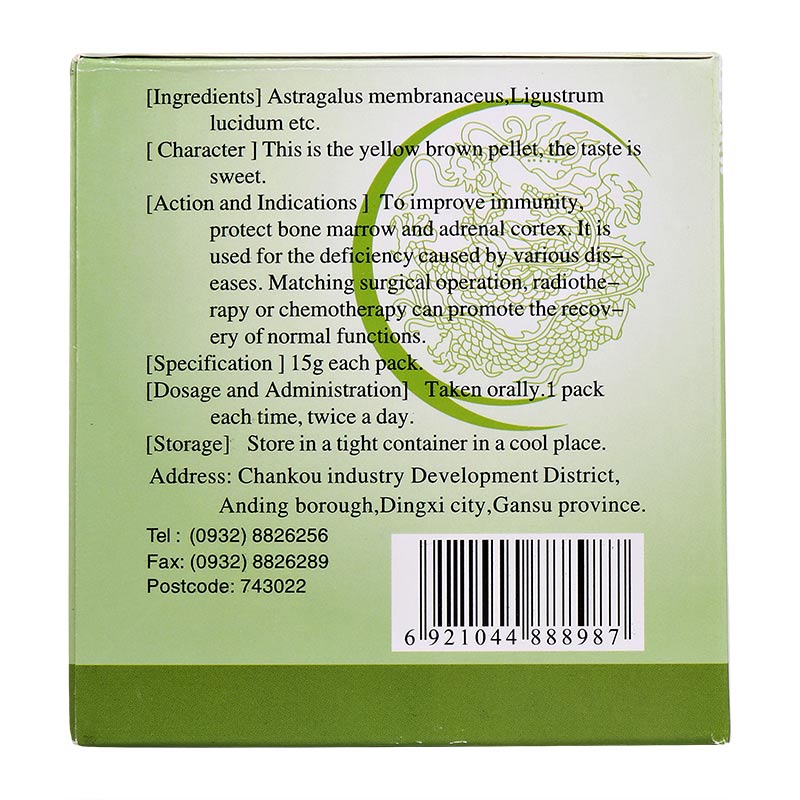 [Ingredients] Astragalus membranaceus,Ligustrum
lucidum etc.
[ Character ] This is the yellow brown pellet, the taste is
sweet.
[Action and Indications ] To improve immunity,
protect bone marrow and adrenal cortex. It is
used for the deficiency caused by various dis-
eases. Matching surgical operation, radiothe-
rapy or chemotherapy can promote the recov-
ery of normal functions.
[Specification ] 15g each pack.
[Dosage and Administration] Taken orally.1 pack
each time, twice a day.
[Storage] Store in a tight container in a cool place.
Address: Chankou industry Development District,
Anding borough,Dingxi city,Gansu province.
Tel : (0932) 8826256
Fax: (0932) 8826289
Postcode: 743022
6 921044 888987